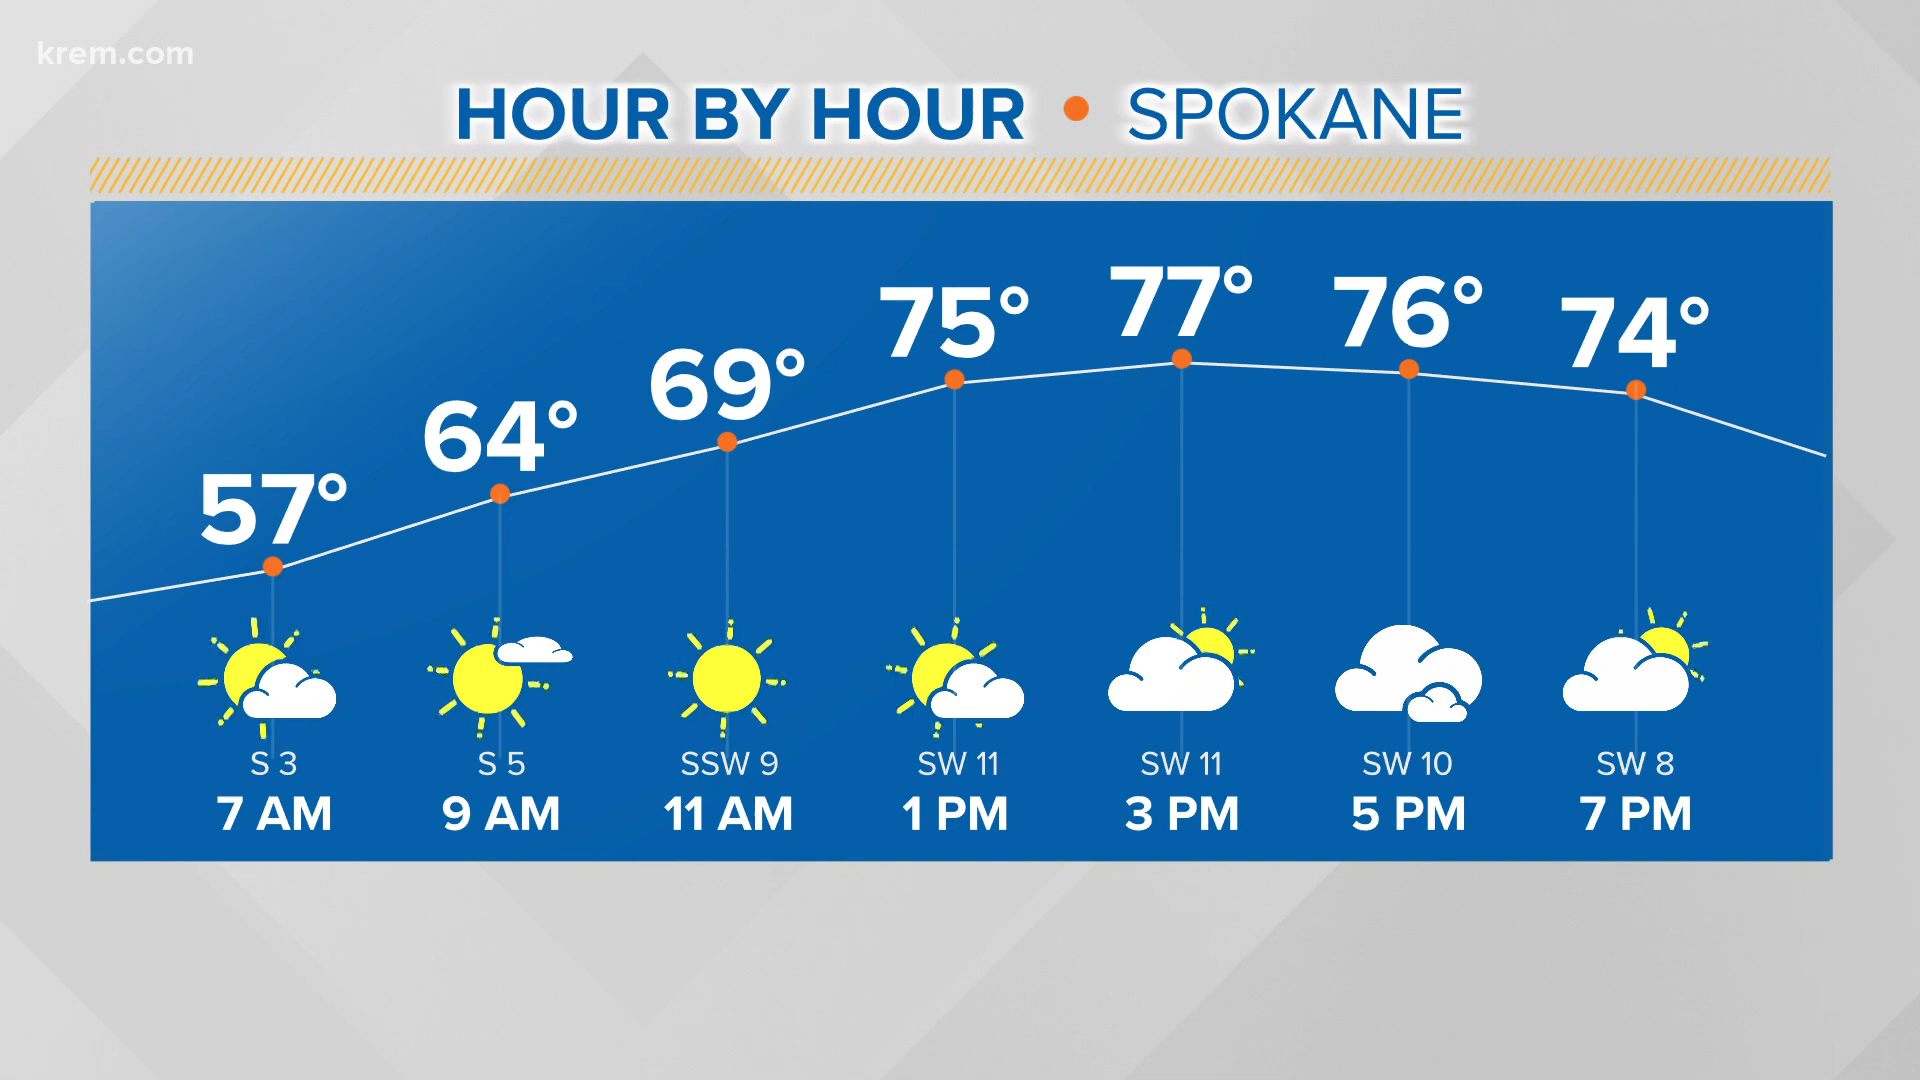 krem.com
HOUR BY HOUR • SPOKANE
57° 64° 69° 75° 77° 76° 74°
S 3 S 5 SSW 9 SW 11 SW 11 SW 10 SW 8
7 AM 9 AM 11 AM 1 PM 3 PM 5 PM 7 PM